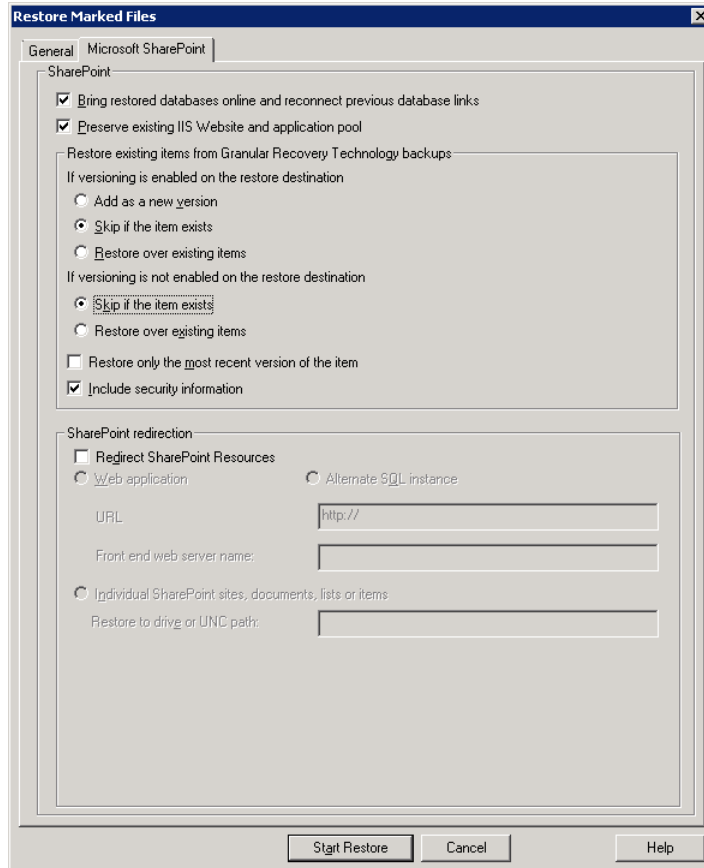 Restore Marked Files
General Microsoft SharePoint
SharePoint
Bring restored databases online and reconnect previous database links
Preserve existing IIS Website and application pool
Restore existing items from Granular Recovery Technology backups
If versioning is enabled on the restore destination
Add as a new version
Skip if the item exists
Restore over existing items
If versioning is not enabled on the restore destination
Skip if the item exists
Restore over existing items
Restore only the most recent version of the item
Include security information
SharePoint redirection
Redirect SharePoint Resources
Web application Alternate SQL instance
URL http://
Front end web server name:
Individual SharePoint sites, documents, lists or items
Restore to drive or UNC path:
Start Restore Cancel Help